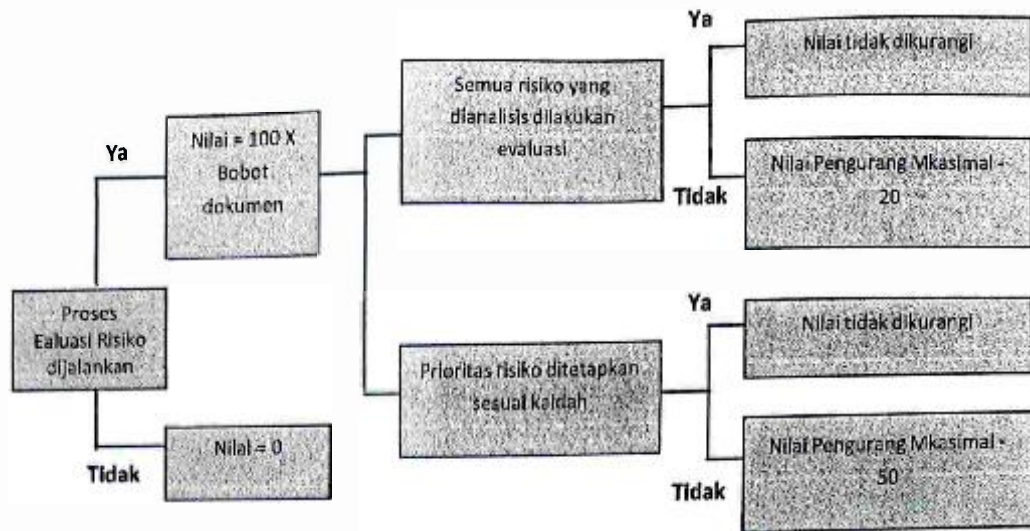 Proses
Ealuasi Risiko
dijalankan
Ya
Nilai = 100 X
Bobot
dokumen
Tidak
Nilai = 0
Semua risiko yang
dianalisis dilakukan
evaluasi
Ya
Nilai tidak dikurangi
Tidak
Nilai Pengurang Mkasimal -
20
Prioritas risiko ditetapkan
sesuai kaidah
Ya
Nilai tidak dikurangi
Tidak
Nilai Pengurang Mkasimal -
50